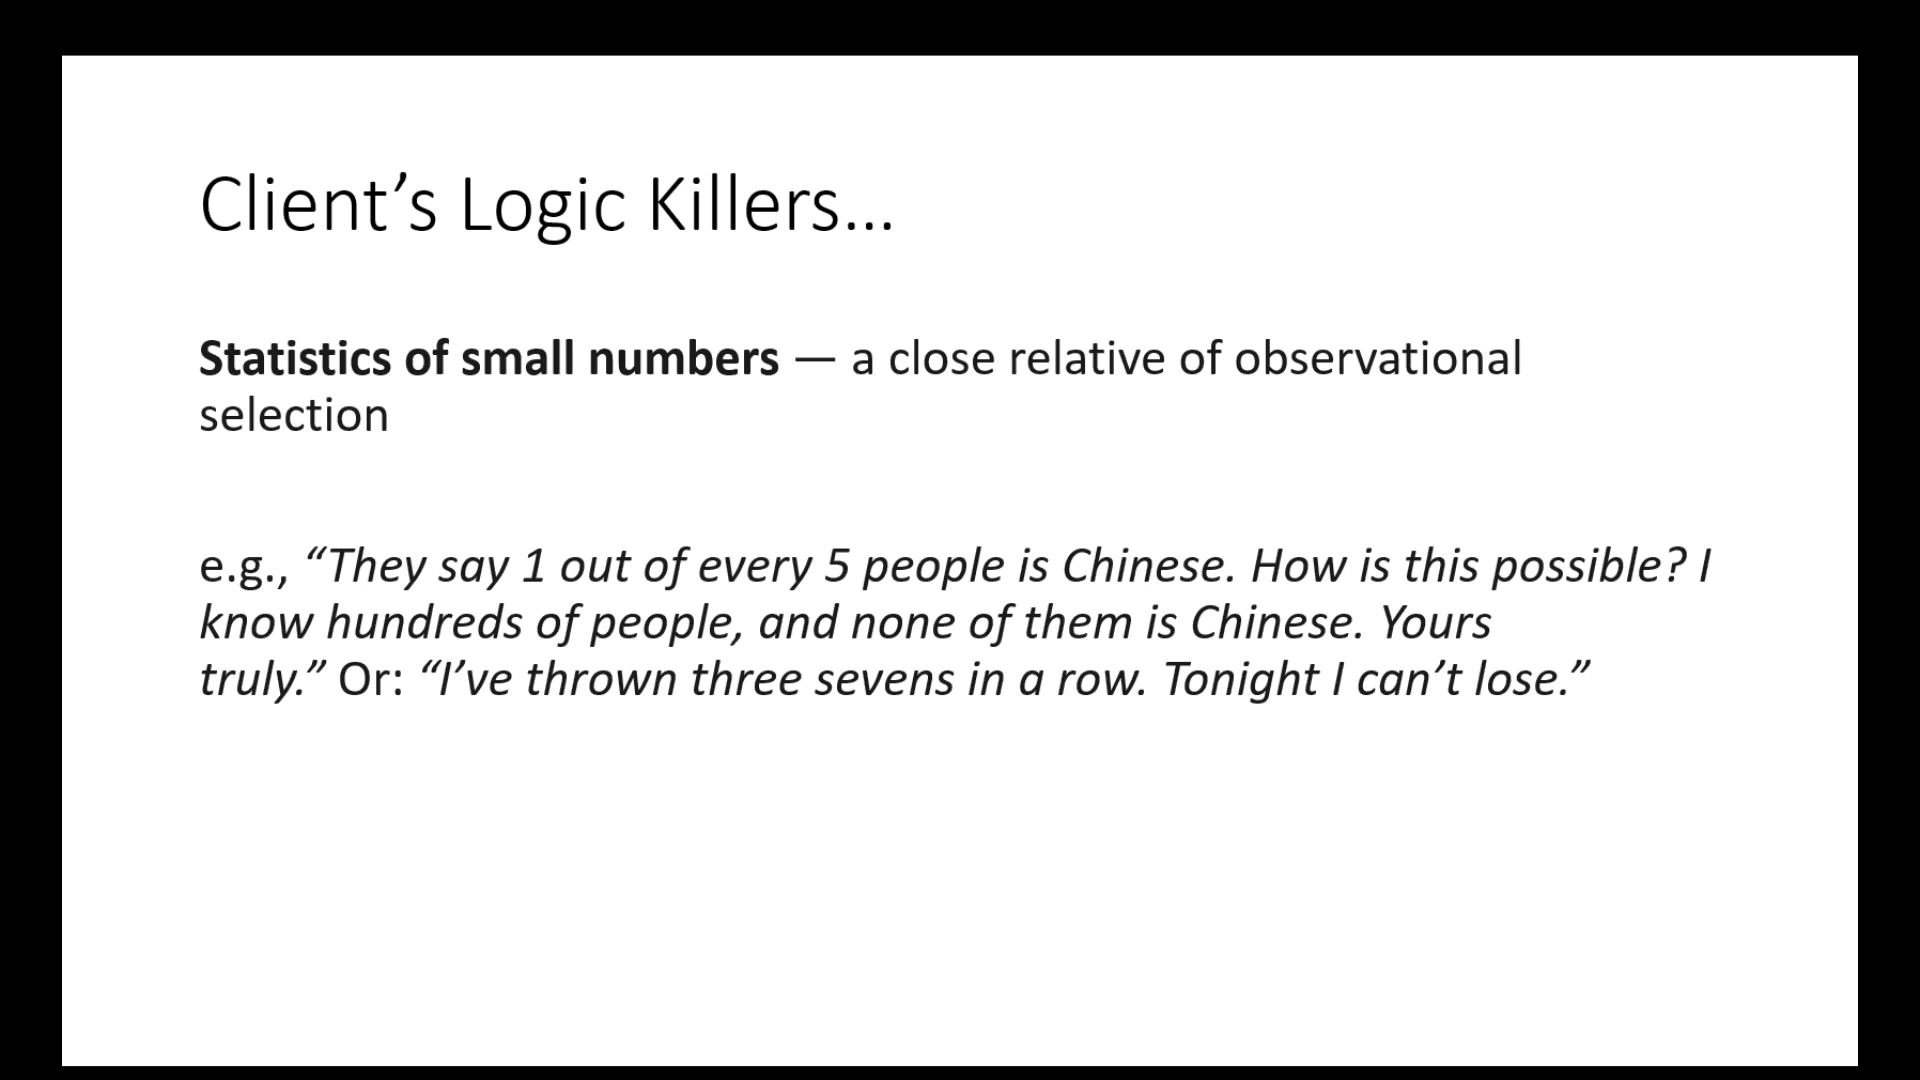 Client’s Logic Killers…
Statistics of small numbers — a close relative of observational
selection
e.g., “They say 1 out of every 5 people is Chinese. How is this possible? I
know hundreds of people, and none of them is Chinese. Yours
truly.” Or: “I’ve thrown three sevens in a row. Tonight I can’t lose.”